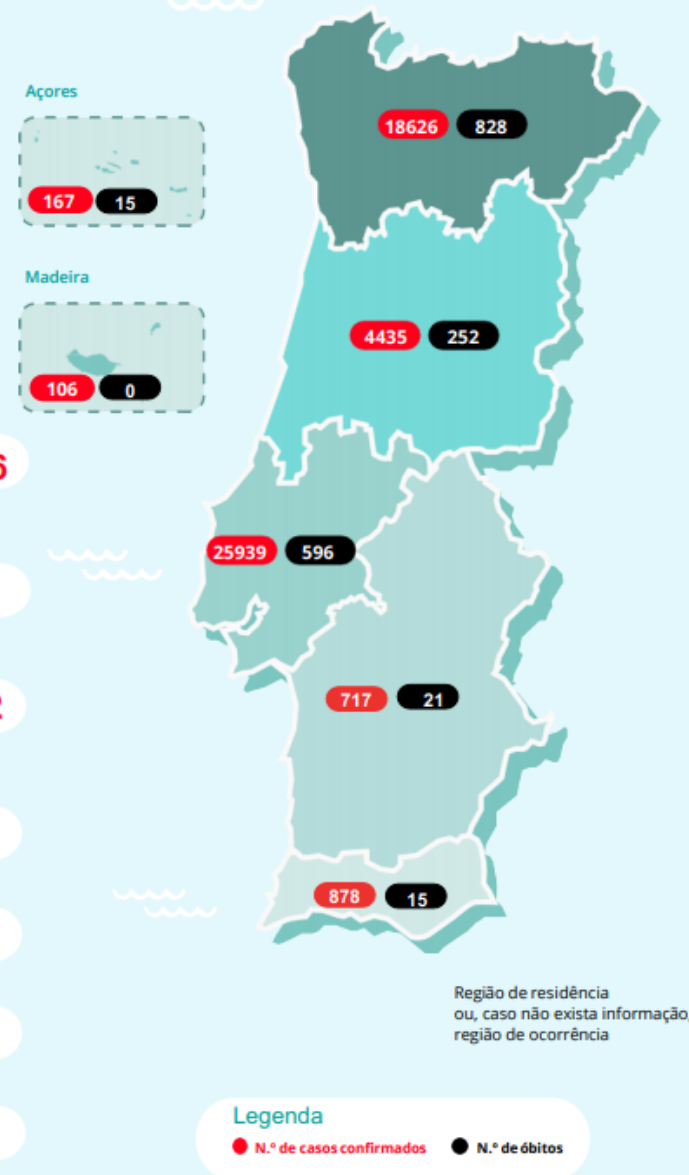 Açores
18626 828
167 15
Madeira
4435 252
106 0
25939 596
717 21
878 15
Região de residência
ou, caso não exista informação,
região de ocorrência
Legenda
N.º de casos confirmados N.º de óbitos